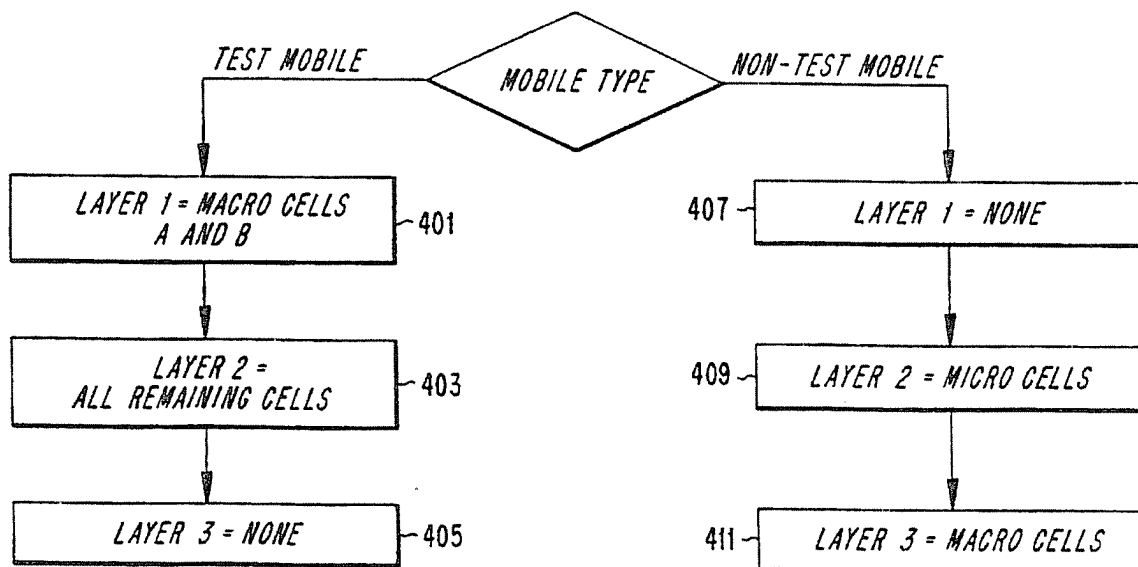 MOBILE TYPE
TEST MOBILE
NON-TEST MOBILE
LAYER 1 = MACRO CELLS
A AND B
401
LAYER 2 =
ALL REMAINING CELLS
403
LAYER 3 = NONE
405
407
LAYER 1 = NONE
409
LAYER 2 = MICRO CELLS
411
LAYER 3 = MACRO CELLS